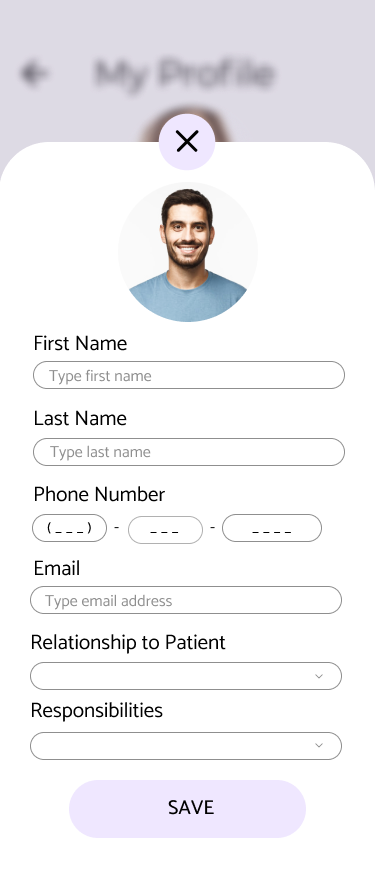 My Profile
First Name
Type first name
Last Name
Type last name
Phone Number
(_ _ _) - _ _ _ - _ _ _ _
Email
Type email address
Relationship to Patient
Responsibilities
SAVE